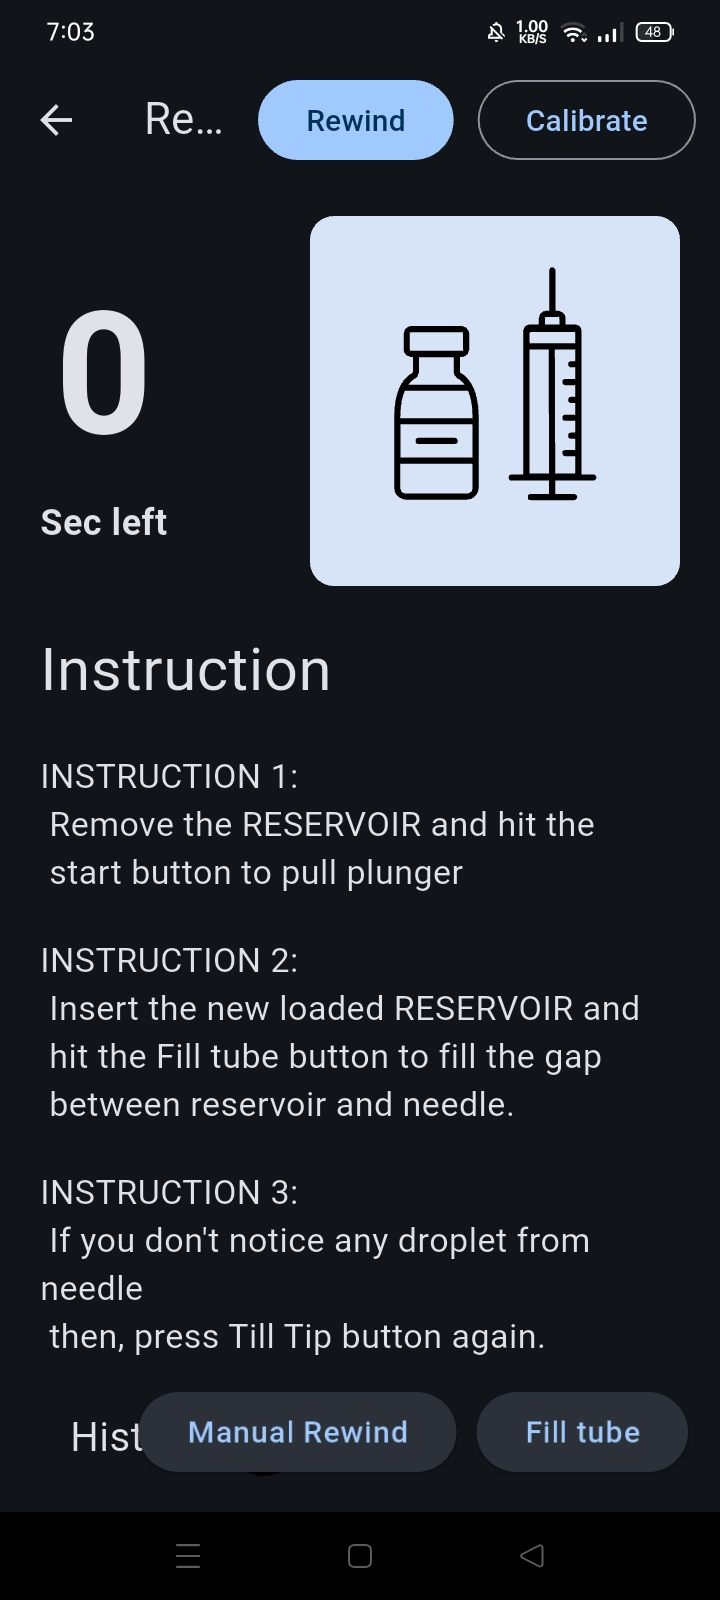 7:03
1.00
KB/S
48
Re...
Rewind
Calibrate
0
Sec left
Instruction
INSTRUCTION 1:
Remove the RESERVOIR and hit the
start button to pull plunger
INSTRUCTION 2:
Insert the new loaded RESERVOIR and
hit the Fill tube button to fill the gap
between reservoir and needle.
INSTRUCTION 3:
If you don't notice any droplet from
needle
then, press Till Tip button again.
Hist
Manual Rewind
Fill tube